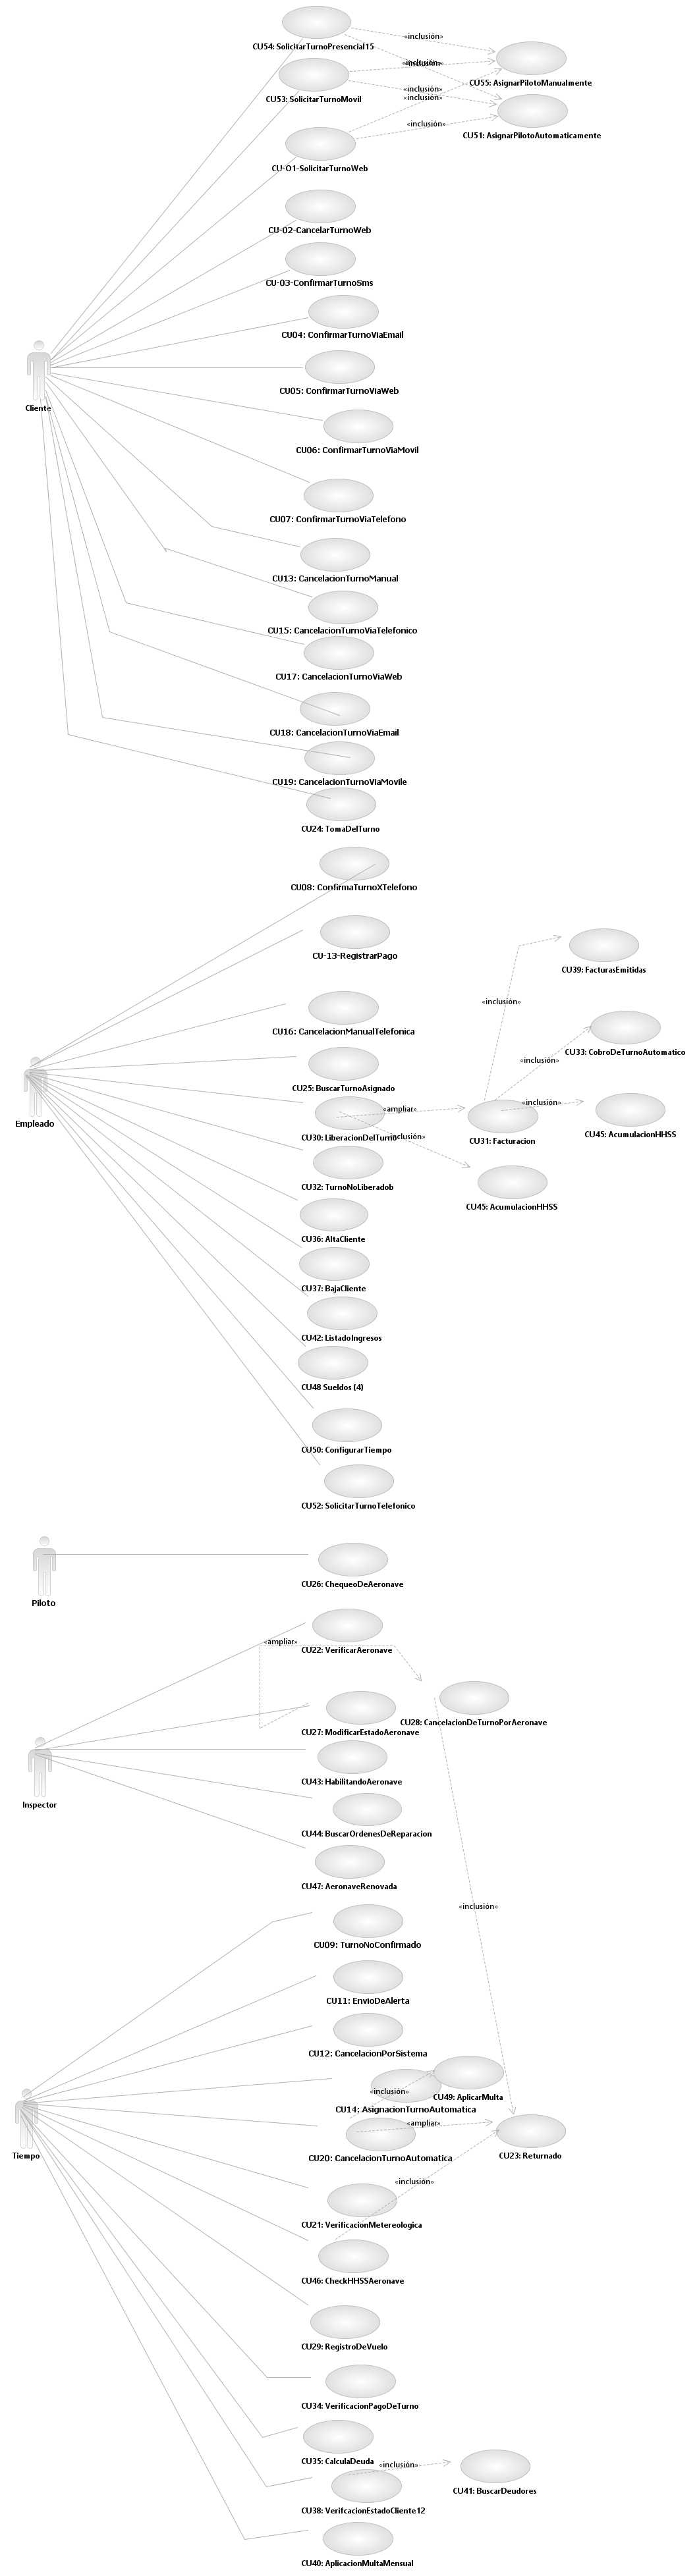 «inclusión»
CU54: SolicitarTurnoPresencial15
«inclusión»
CU55: AsignarPilotoManualmente
«inclusión»
CU53: SolicitarTurnoMovil
«inclusión»
«inclusión»
CU51: AsignarPilotoAutomaticamente
CU-01-SolicitarTurnoWeb
CU-02-CancelarTurnoWeb
CU-03-ConfirmarTurnoSms
CU04: ConfirmarTurnoViaEmail
CU05: ConfirmarTurnoViaWeb
Cliente
CU06: ConfirmarTurnoViaMovil
CU07: ConfirmarTurnoViaTelefono
CU13: CancelacionTurnoManual
CU15: CancelacionTurnoViaTelefonico
CU17: CancelacionTurnoViaWeb
CU18: CancelacionTurnoViaEmail
CU19: CancelacionTurnoViaMovile
CU24: TomaDelTurno
CU08: ConfirmaTurnoXTelefono
CU-13-RegistrarPago
CU39: FacturasEmitidas
«inclusión»
CU16: CancelacionManualTelefonica
CU33: CobroDeTurnoAutomatico
«inclusión»
CU25: BuscarTurnoAsignado
«inclusión»
«ampliar»
Empleado
CU30: LiberacionDelTurno
«inclusión»
CU31: Facturacion
CU45: AcumulacionHHSS
CU32: TurnoNoLiberadob
CU45: AcumulacionHHSS
CU36: AltaCliente
CU37: BajaCliente
CU42: ListadoIngresos
CU48 Sueldos (4)
CU50: ConfigurarTiempo
CU52: SolicitarTurnoTelefonico
CU26: ChequeoDeAeronave
Piloto
«ampliar»
CU22: VerificarAeronave
CU28: CancelacionDeTurnoPorAeronave
CU27: ModificarEstadoAeronave
CU43: HabilitandoAeronave
Inspector
CU44: BuscarOrdenesDeReparacion
CU47: AeronaveRenovada
«inclusión»
CU09: TurnoNoConfirmado
CU11: EnvioDeAlerta
CU12: CancelacionPorSistema
«inclusión»
CU49: AplicarMulta
CU14: AsignacionTurnoAutomatica
«ampliar»
Tiempo
CU20: CancelacionTurnoAutomatica
CU23: Returnado
«inclusión»
CU21: VerificacionMetereologica
CU46: CheckHHSSAeronave
CU29: RegistroDeVuelo
CU34: VerificacionPagoDeTurno
CU35: CalculaDeuda
«inclusión»
CU41: BuscarDeudores
CU38: VerifcacionEstadoCliente12
CU40: AplicacionMultaMensual